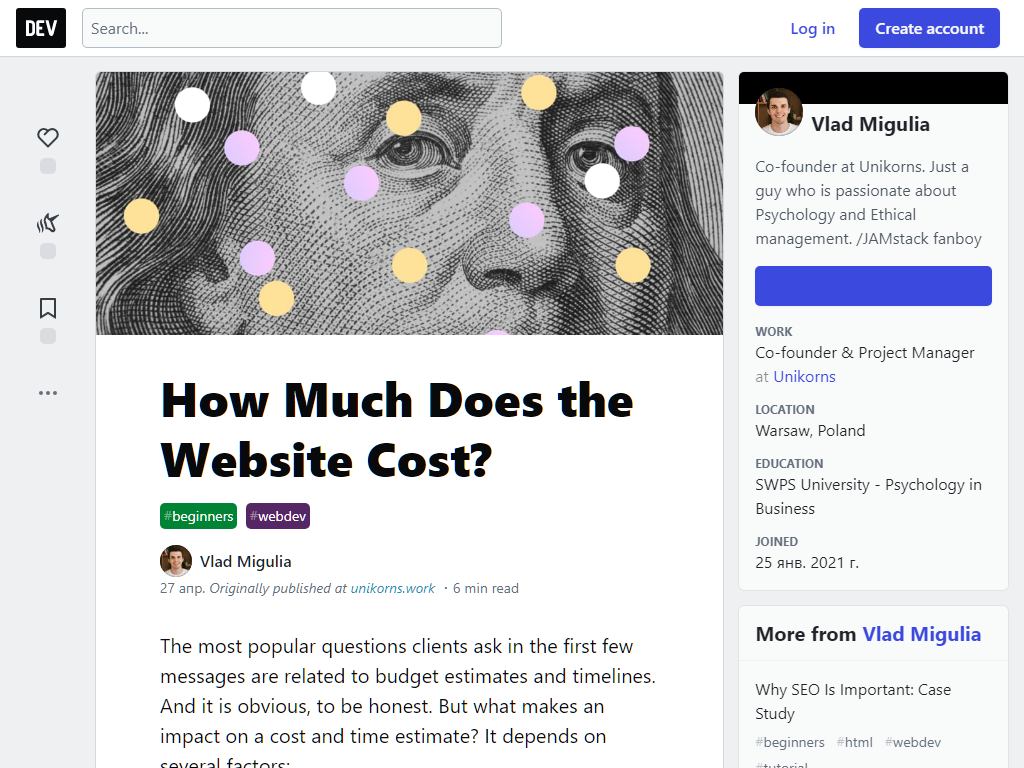 DEV
Search...
Log in
Create account
How Much Does the
Website Cost?
#beginners #webdev
Vlad Migulia
27 апр. Originally published at unikorns.work ・6 min read
The most popular questions clients ask in the first few
messages are related to budget estimates and timelines.
And it is obvious, to be honest. But what makes an
impact on a cost and time estimate? It depends on
several factors:
Vlad Migulia
Co-founder at Unikorns. Just a
guy who is passionate about
Psychology and Ethical
management. /JAMstack fanboy
WORK
Co-founder & Project Manager
at Unikorns
LOCATION
Warsaw, Poland
EDUCATION
SWPS University - Psychology in
Business
JOINED
25 янв. 2021 г.
More from Vlad Migulia
Why SEO Is Important: Case
Study
#beginners #html #webdev
#tutorial